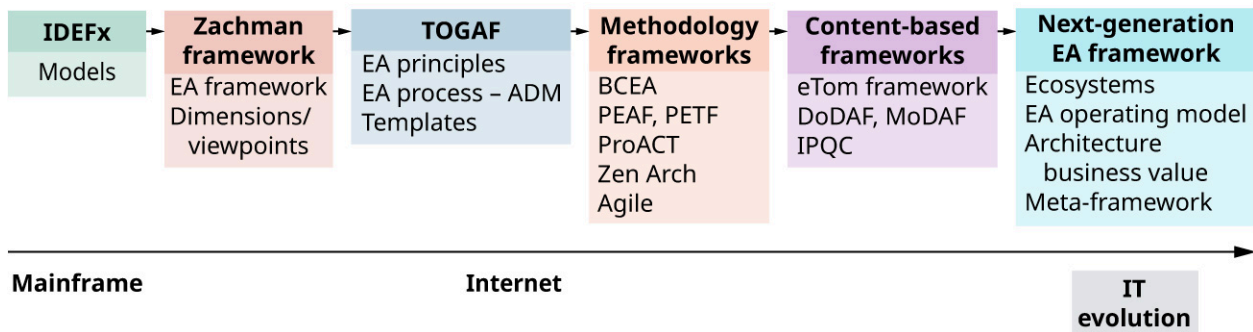 IDEFx
Models
Zachman
framework
EA framework
Dimensions/
viewpoints
TOGAF
EA principles
EA process – ADM
Templates
Methodology
frameworks
BCEA
PEAF, PETF
ProACT
Zen Arch
Agile
Content-based
frameworks
eTom framework
DoDAF, MoDAF
IPQC
Next-generation
EA framework
Ecosystems
EA operating model
Architecture
business value
Meta-framework
Mainframe
Internet
IT
evolution